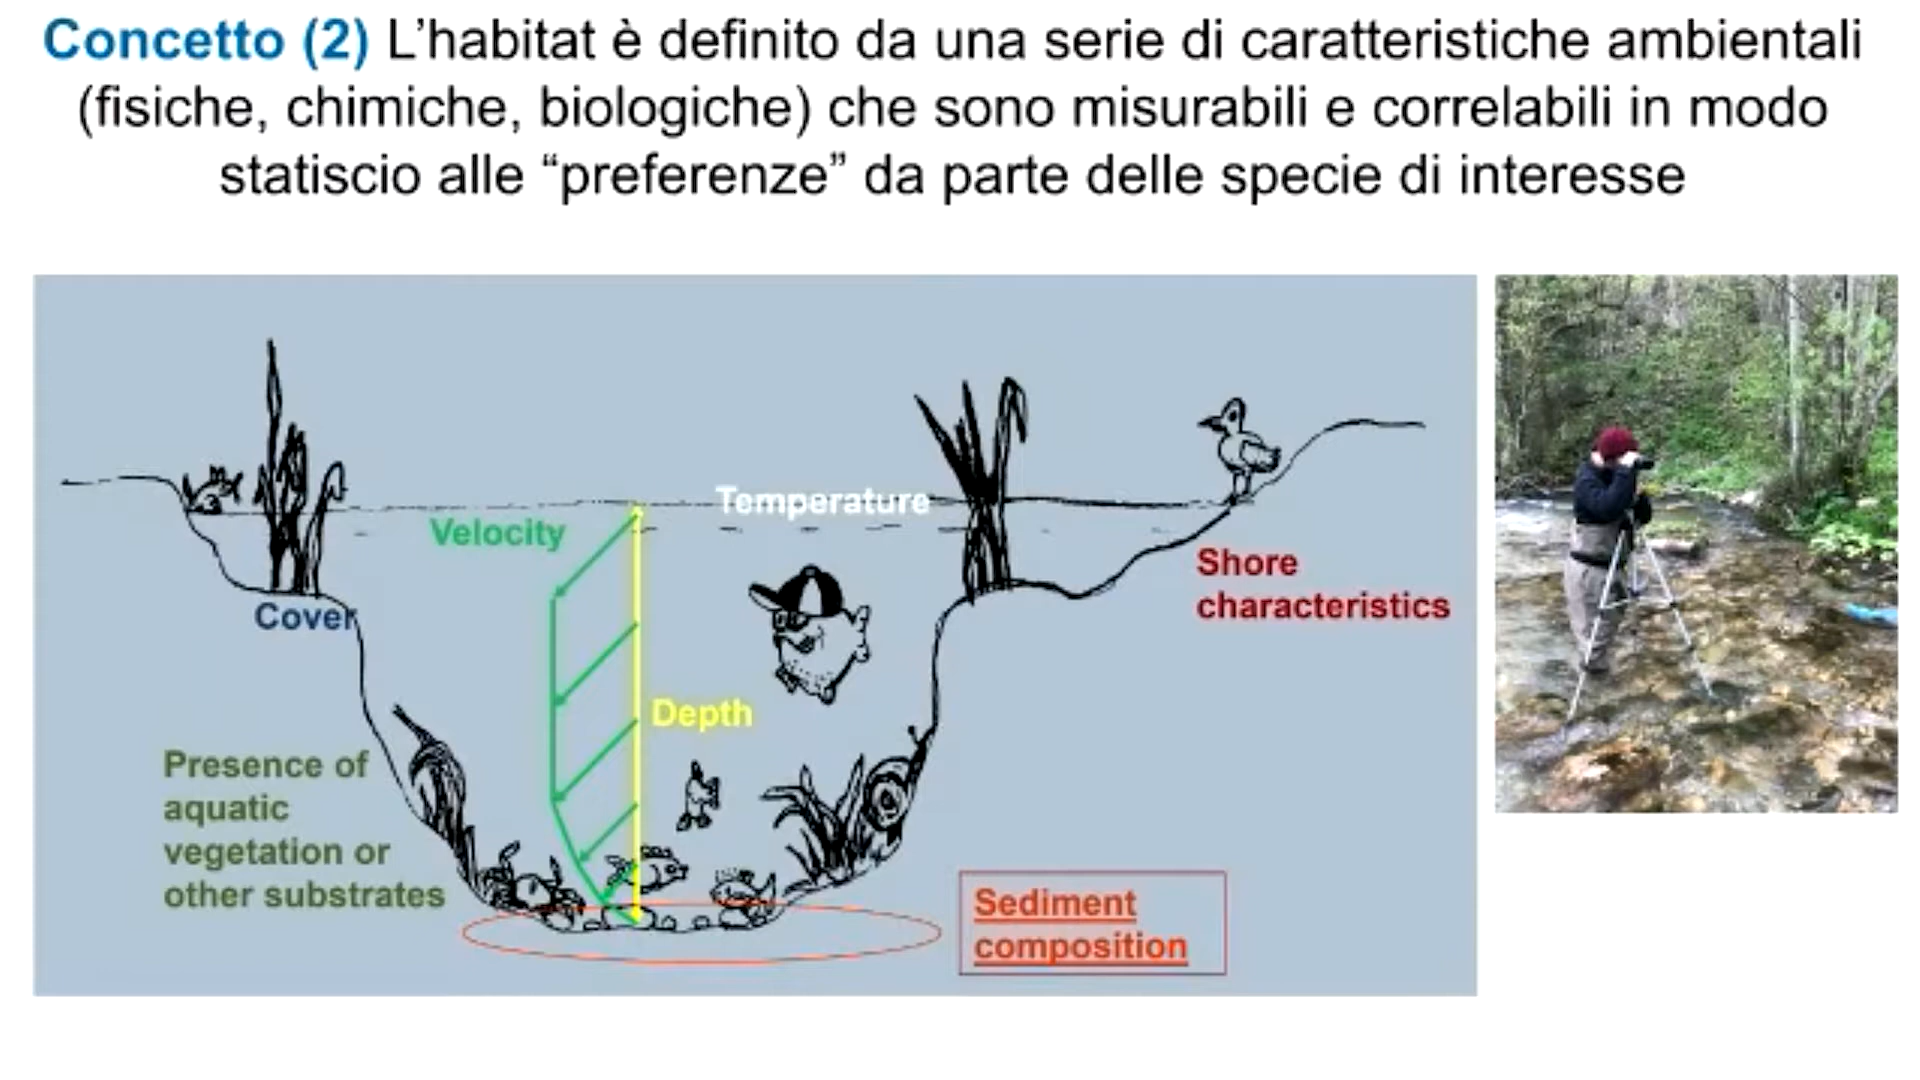 Concetto (2) L’habitat è definito da una serie di caratteristiche ambientali
(fisiche, chimiche, biologiche) che sono misurabili e correlabili in modo
statiscio alle “preferenze” da parte delle specie di interesse
Temperature
Velocity
Shore
characteristics
Cover
Depth
Presence of
aquatic
vegetation or
other substrates
Sediment
composition